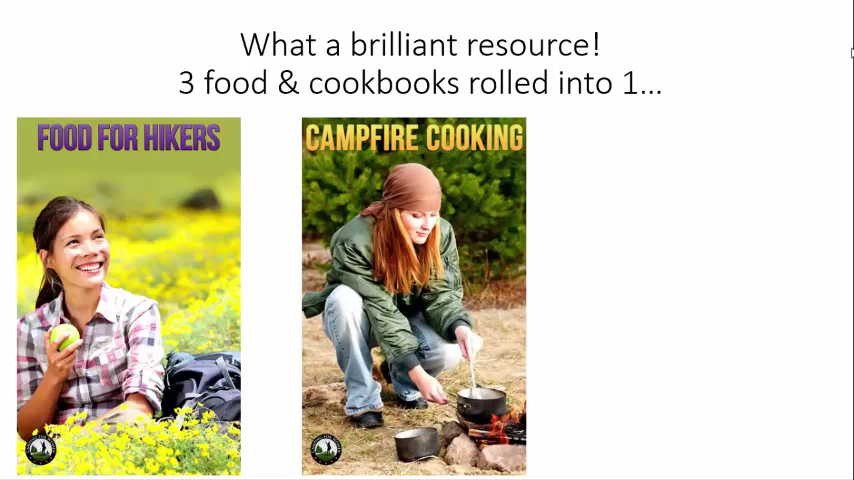 What a brilliant resource!
3 food & cookbooks rolled into 1...
FOOD FOR HIKERS
CAMPFIRE COOKING